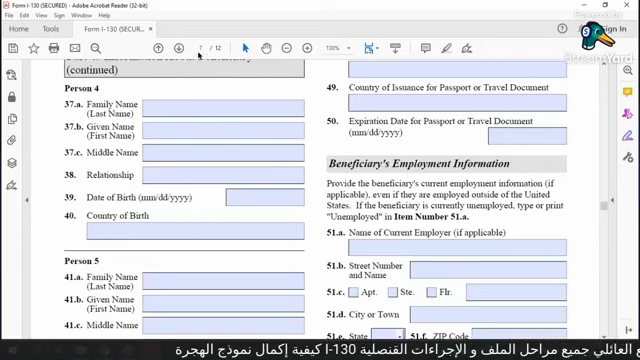 Form I-130 (SECURED) - Adobe Acrobat Reader (64-bit)
File Edit View Sign Window Help
Home Tools Form I-130 (SECUR... × Sign In
7 / 12 130%
Powered by
StreamYard
(continued)
Person 4
37.a. Family Name
(Last Name)
37.b. Given Name
(First Name)
37.c. Middle Name
38. Relationship
39. Date of Birth (mm/dd/yyyy)
40. Country of Birth
Person 5
41.a. Family Name
(Last Name)
41.b. Given Name
(First Name)
41.c. Middle Name
49. Country of Issuance for Passport or Travel Document
50. Expiration Date for Passport or Travel Document
(mm/dd/yyyy)
Beneficiary's Employment Information
Provide the beneficiary's current employment information (if
applicable), even if they are employed outside of the United
States. If the beneficiary is currently unemployed, type or print
"Unemployed" in Item Number 51.a.
51.a. Name of Current Employer (if applicable)
51.b. Street Number
and Name
51.c. Apt. Ste. Flr.
51.d. City or Town
51.e. State 51.f. ZIP Code
العائلي جميع مراحل الملف و الإجراءات القنصلية I-130 كيفية إكمال نموذج الهجرة